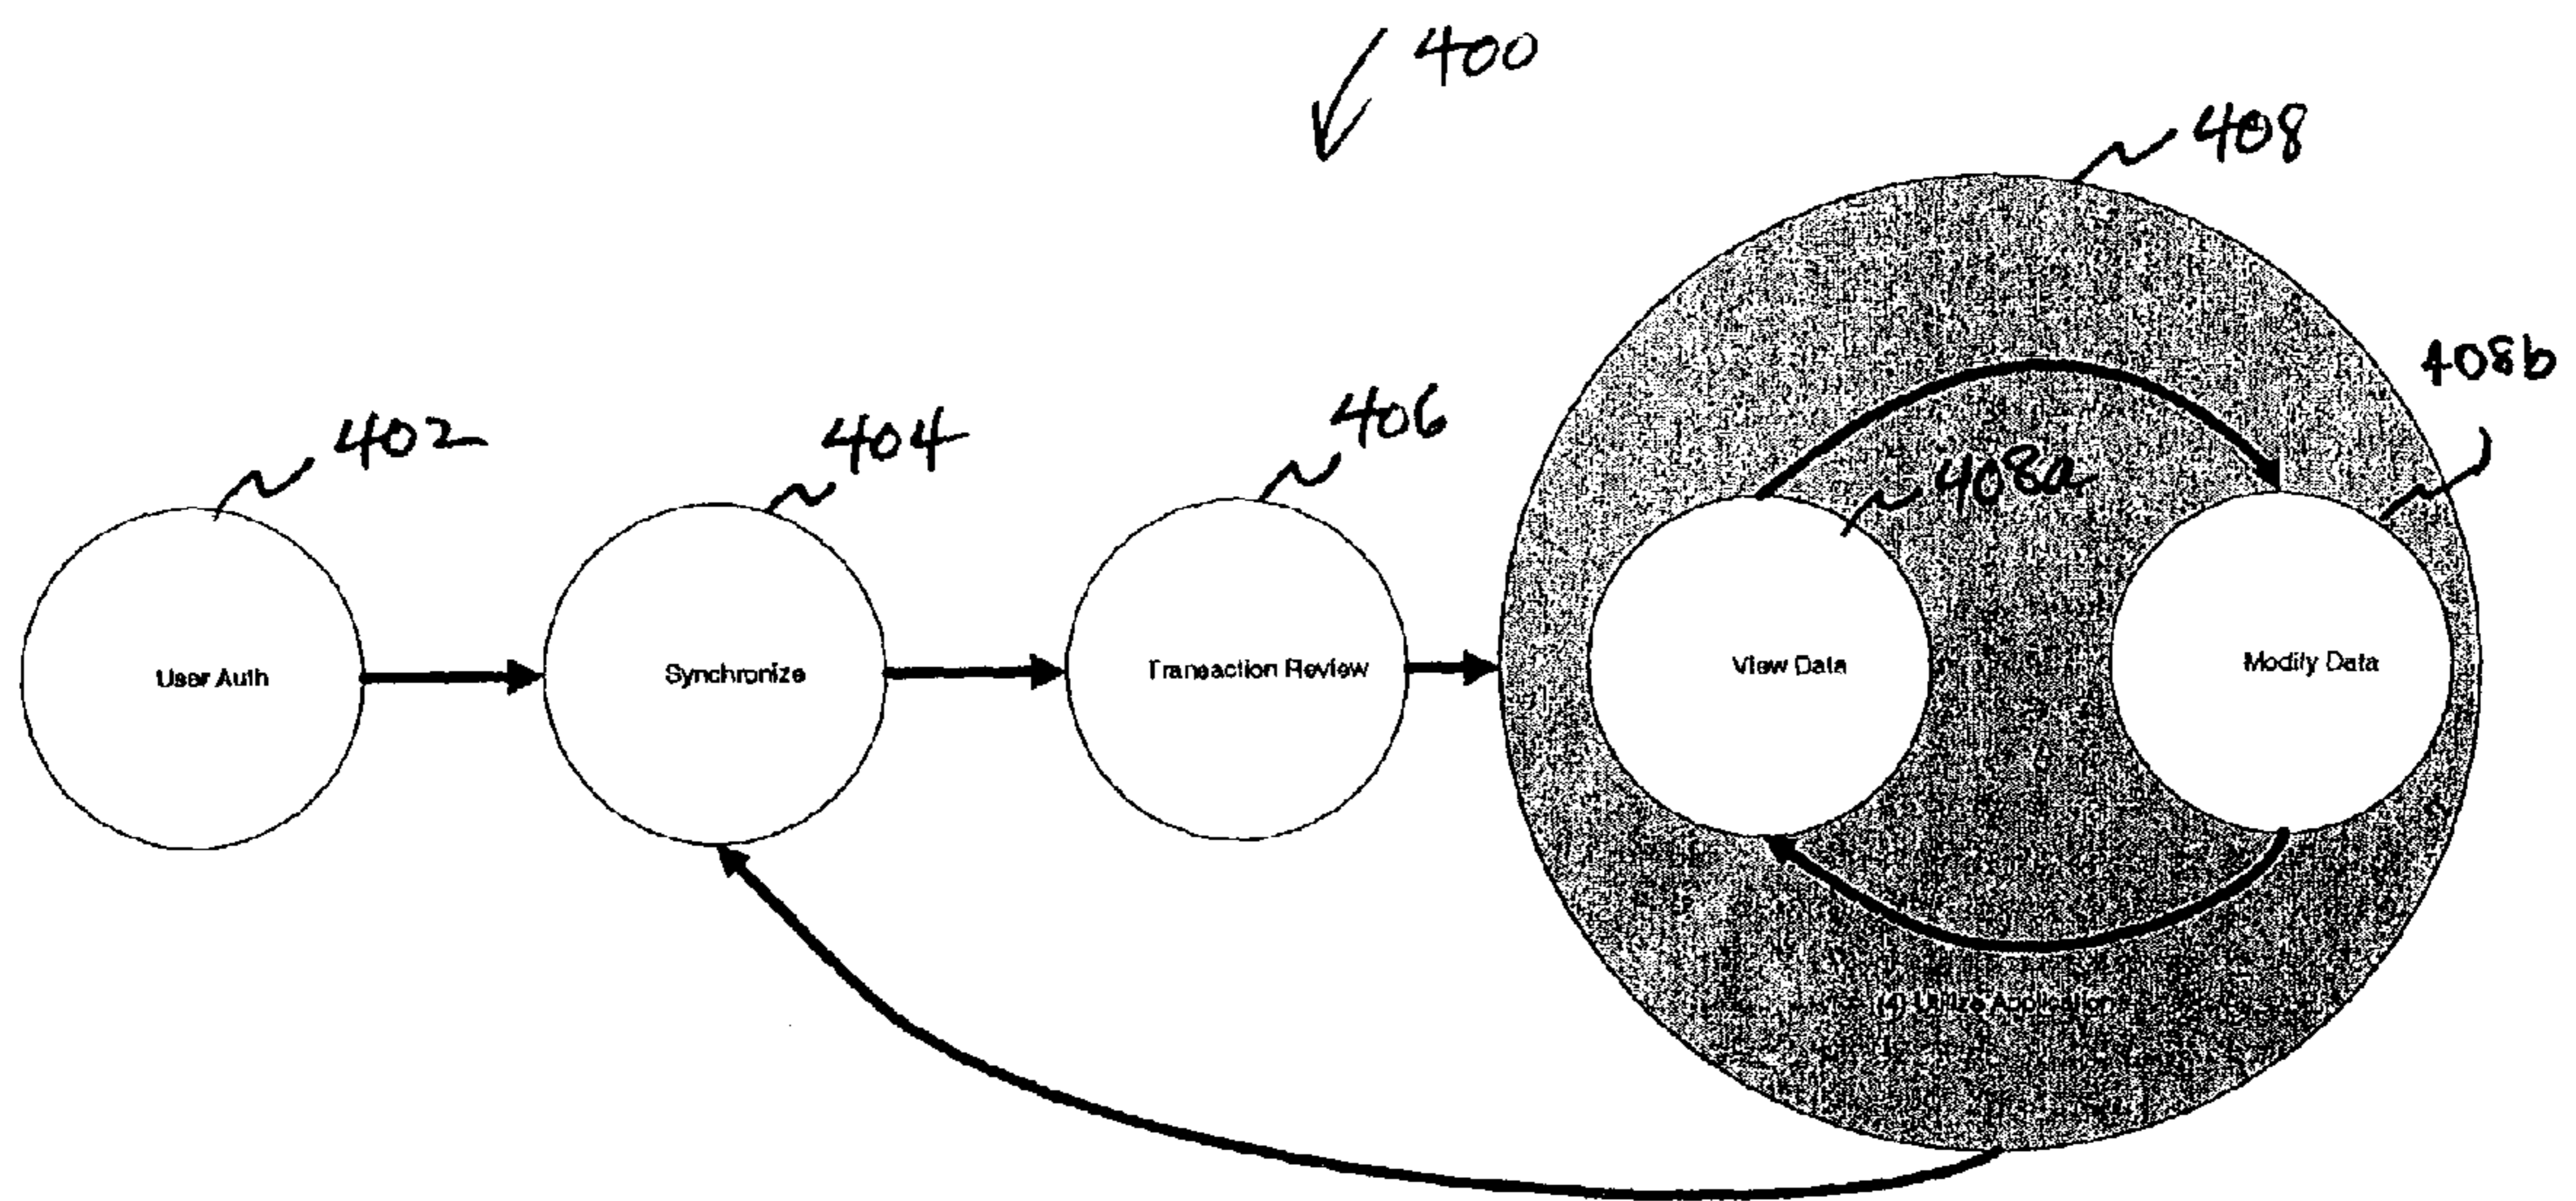 400
408
408b
402
404
406
408a
User Auth
Synchronize
Transaction Review
View Data
Modify Data
(4) Utilize Application